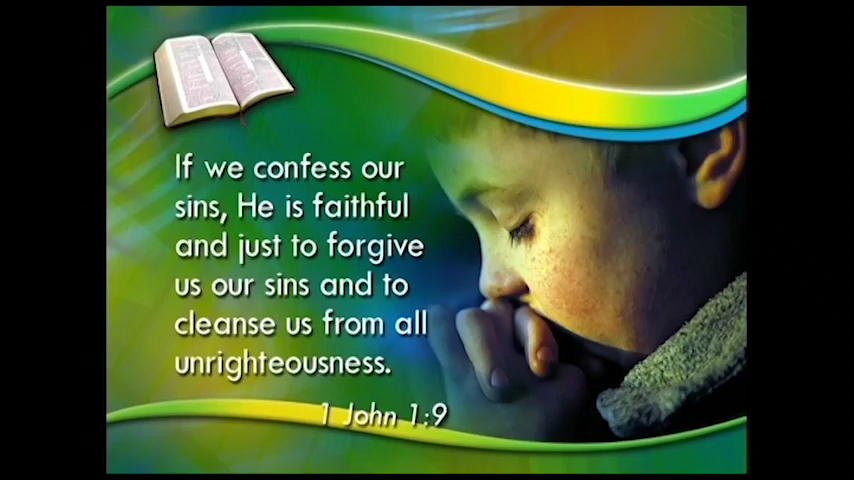 If we confess our
sins, He is faithful
and just to forgive
us our sins and to
cleanse us from all
unrighteousness.
1 John 1:9